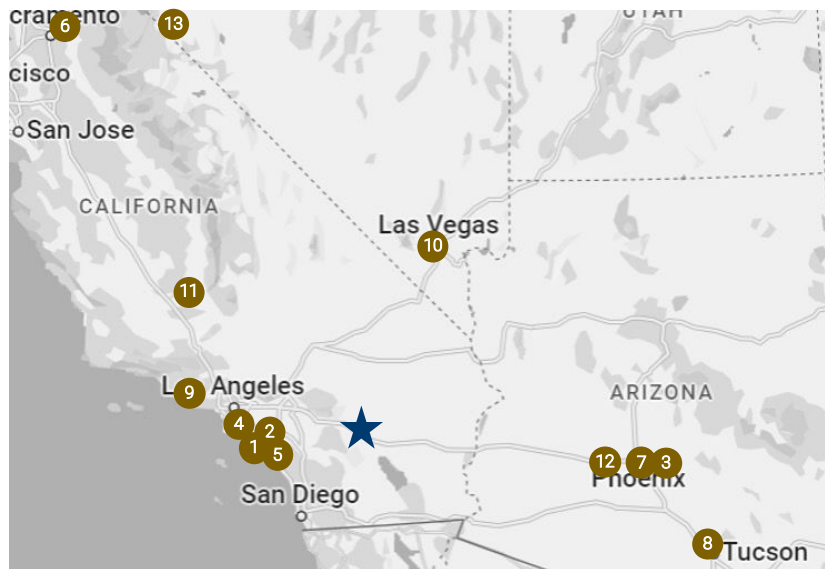 cramento
6
13
UTAH
cisco
San Jose
CALIFORNIA
Las Vegas
10
11
L Angeles
9
ARIZONA
4
2
1
5
12
7
3
Phoenix
San Diego
8
Tucson